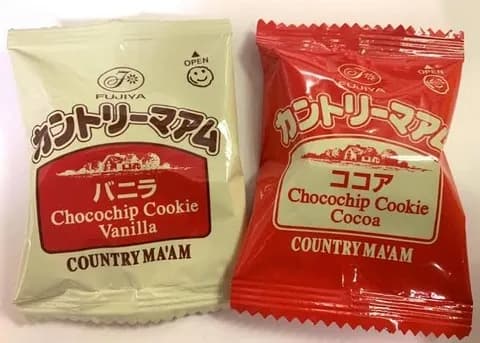 OPEN
FUJIYA
カントリーマアム
バニラ
Chocochip Cookie
Vanilla
COUNTRY MA'AM
OPEN
FUJIYA
カントリーマアム
ココア
Chocochip Cookie
Cocoa
COUNTRY MA'AM